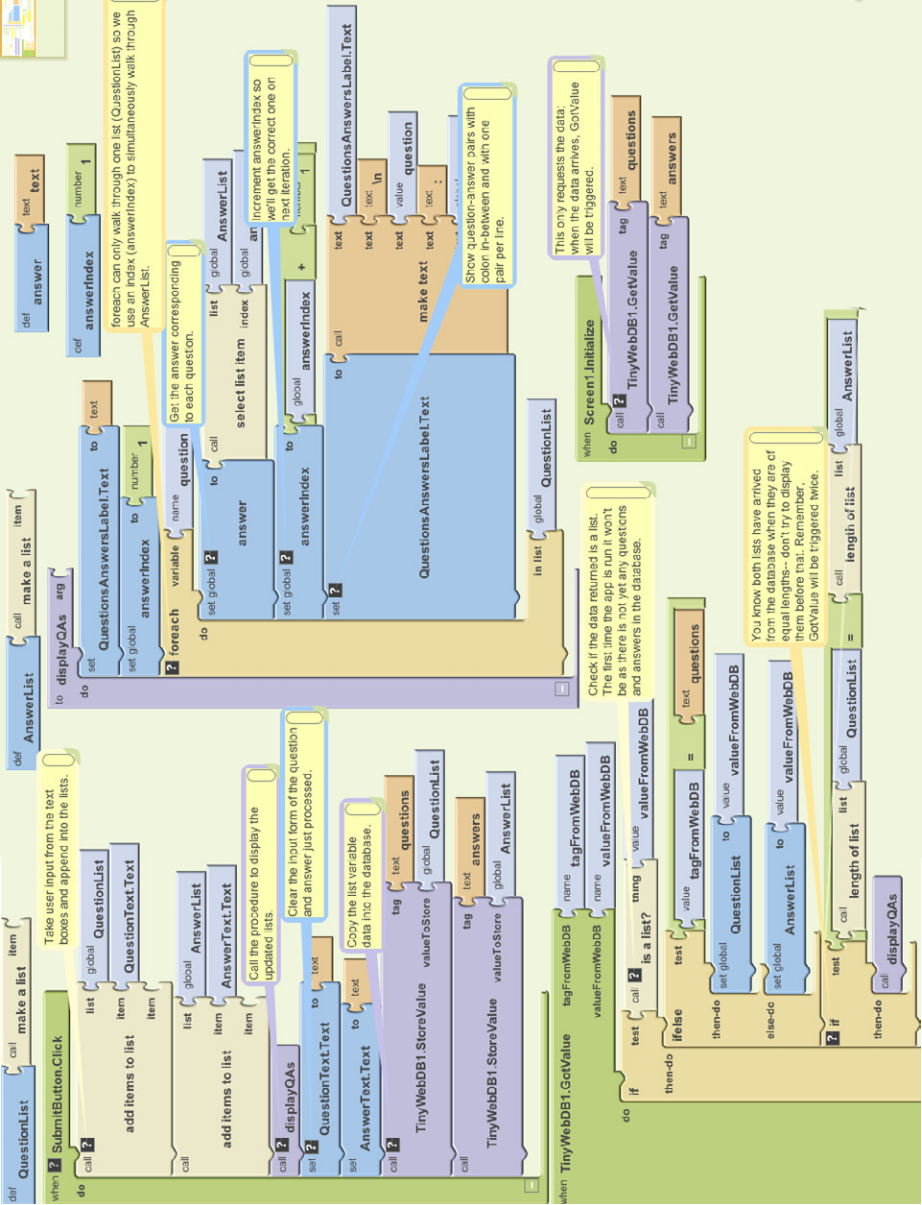 def QuestionList call make a list item
def AnswerList call make a list item
def answer text text
def answerIndex number 1
when ? SubmitButton.Click
do call ? add items to list list global QuestionList
item QuestionText.Text
item
Take user input from the text
boxes and append into the lists.
call add items to list list global AnswerList
item AnswerText.Text
item
call ? displayQAs
Call the procedure to display the
updated lists.
set ? QuestionText.Text to text
Clear the input form of the question
and answer just processed.
set AnswerText.Text to text
call ? TinyWebDB1.StoreValue tag text questions
valueToStore global QuestionList
Copy the list variable
data into the database.
call TinyWebDB1.StoreValue tag text answers
valueToStore global AnswerList
to displayQAs arg
do set QuestionsAnswersLabel.Text to text
set global answerIndex to number 1
? foreach variable name question
foreach can only walk through one list (QuestionList) so we
use an index (answerIndex) to simultaneously walk through
AnswerList.
do set global ? answer to call select list item list global AnswerList
index global
Get the answer corresponding
to each question.
set global ? answerIndex to global answerIndex + number 1
Increment answerIndex so
we'll get the correct one on
next iteration.
set ? QuestionsAnswersLabel.Text to call make text text QuestionsAnswersLabel.Text
text text \n
text value question
text text :
text
Show question-answer pairs with
colon in-between and with one
pair per line.
in list global QuestionList
when Screen1.Initialize
do call ? TinyWebDB1.GetValue tag text questions
call TinyWebDB1.GetValue tag text answers
This only requests the data;
when the data arrives, GotValue
will be triggered.
when TinyWebDB1.GotValue tagFromWebDB name tagFromWebDB
valueFromWebDB name valueFromWebDB
do if test call ? is a list? thing value valueFromWebDB
Check if the data returned is a list.
The first time the app is run it won't
be as there is not yet any questions
and answers in the database.
then-do ifelse test value tagFromWebDB = text questions
then-do set global QuestionList to value valueFromWebDB
else-do set global AnswerList to value valueFromWebDB
? if test call length of list list global QuestionList = call length of list list global AnswerList
You know both lists have arrived
from the database when they are of
equal lengths-- don't try to display
them before that. Remember,
GotValue will be triggered twice.
then-do call displayQAs